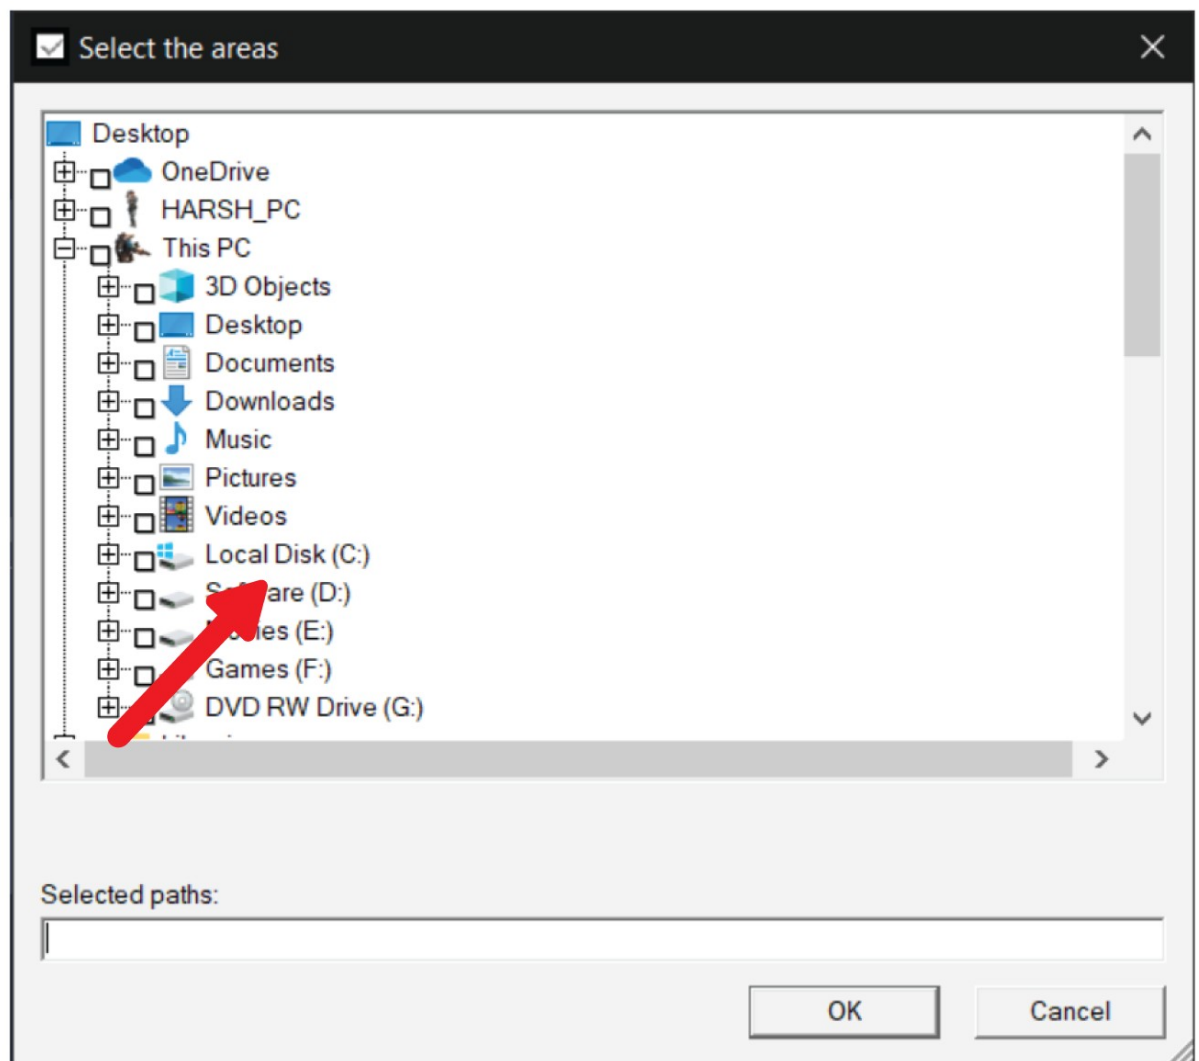 Select the areas
Desktop
OneDrive
HARSH_PC
This PC
3D Objects
Desktop
Documents
Downloads
Music
Pictures
Videos
Local Disk (C:)
(D:)
(E:)
Games (F:)
DVD RW Drive (G:)
Selected paths:
OK Cancel